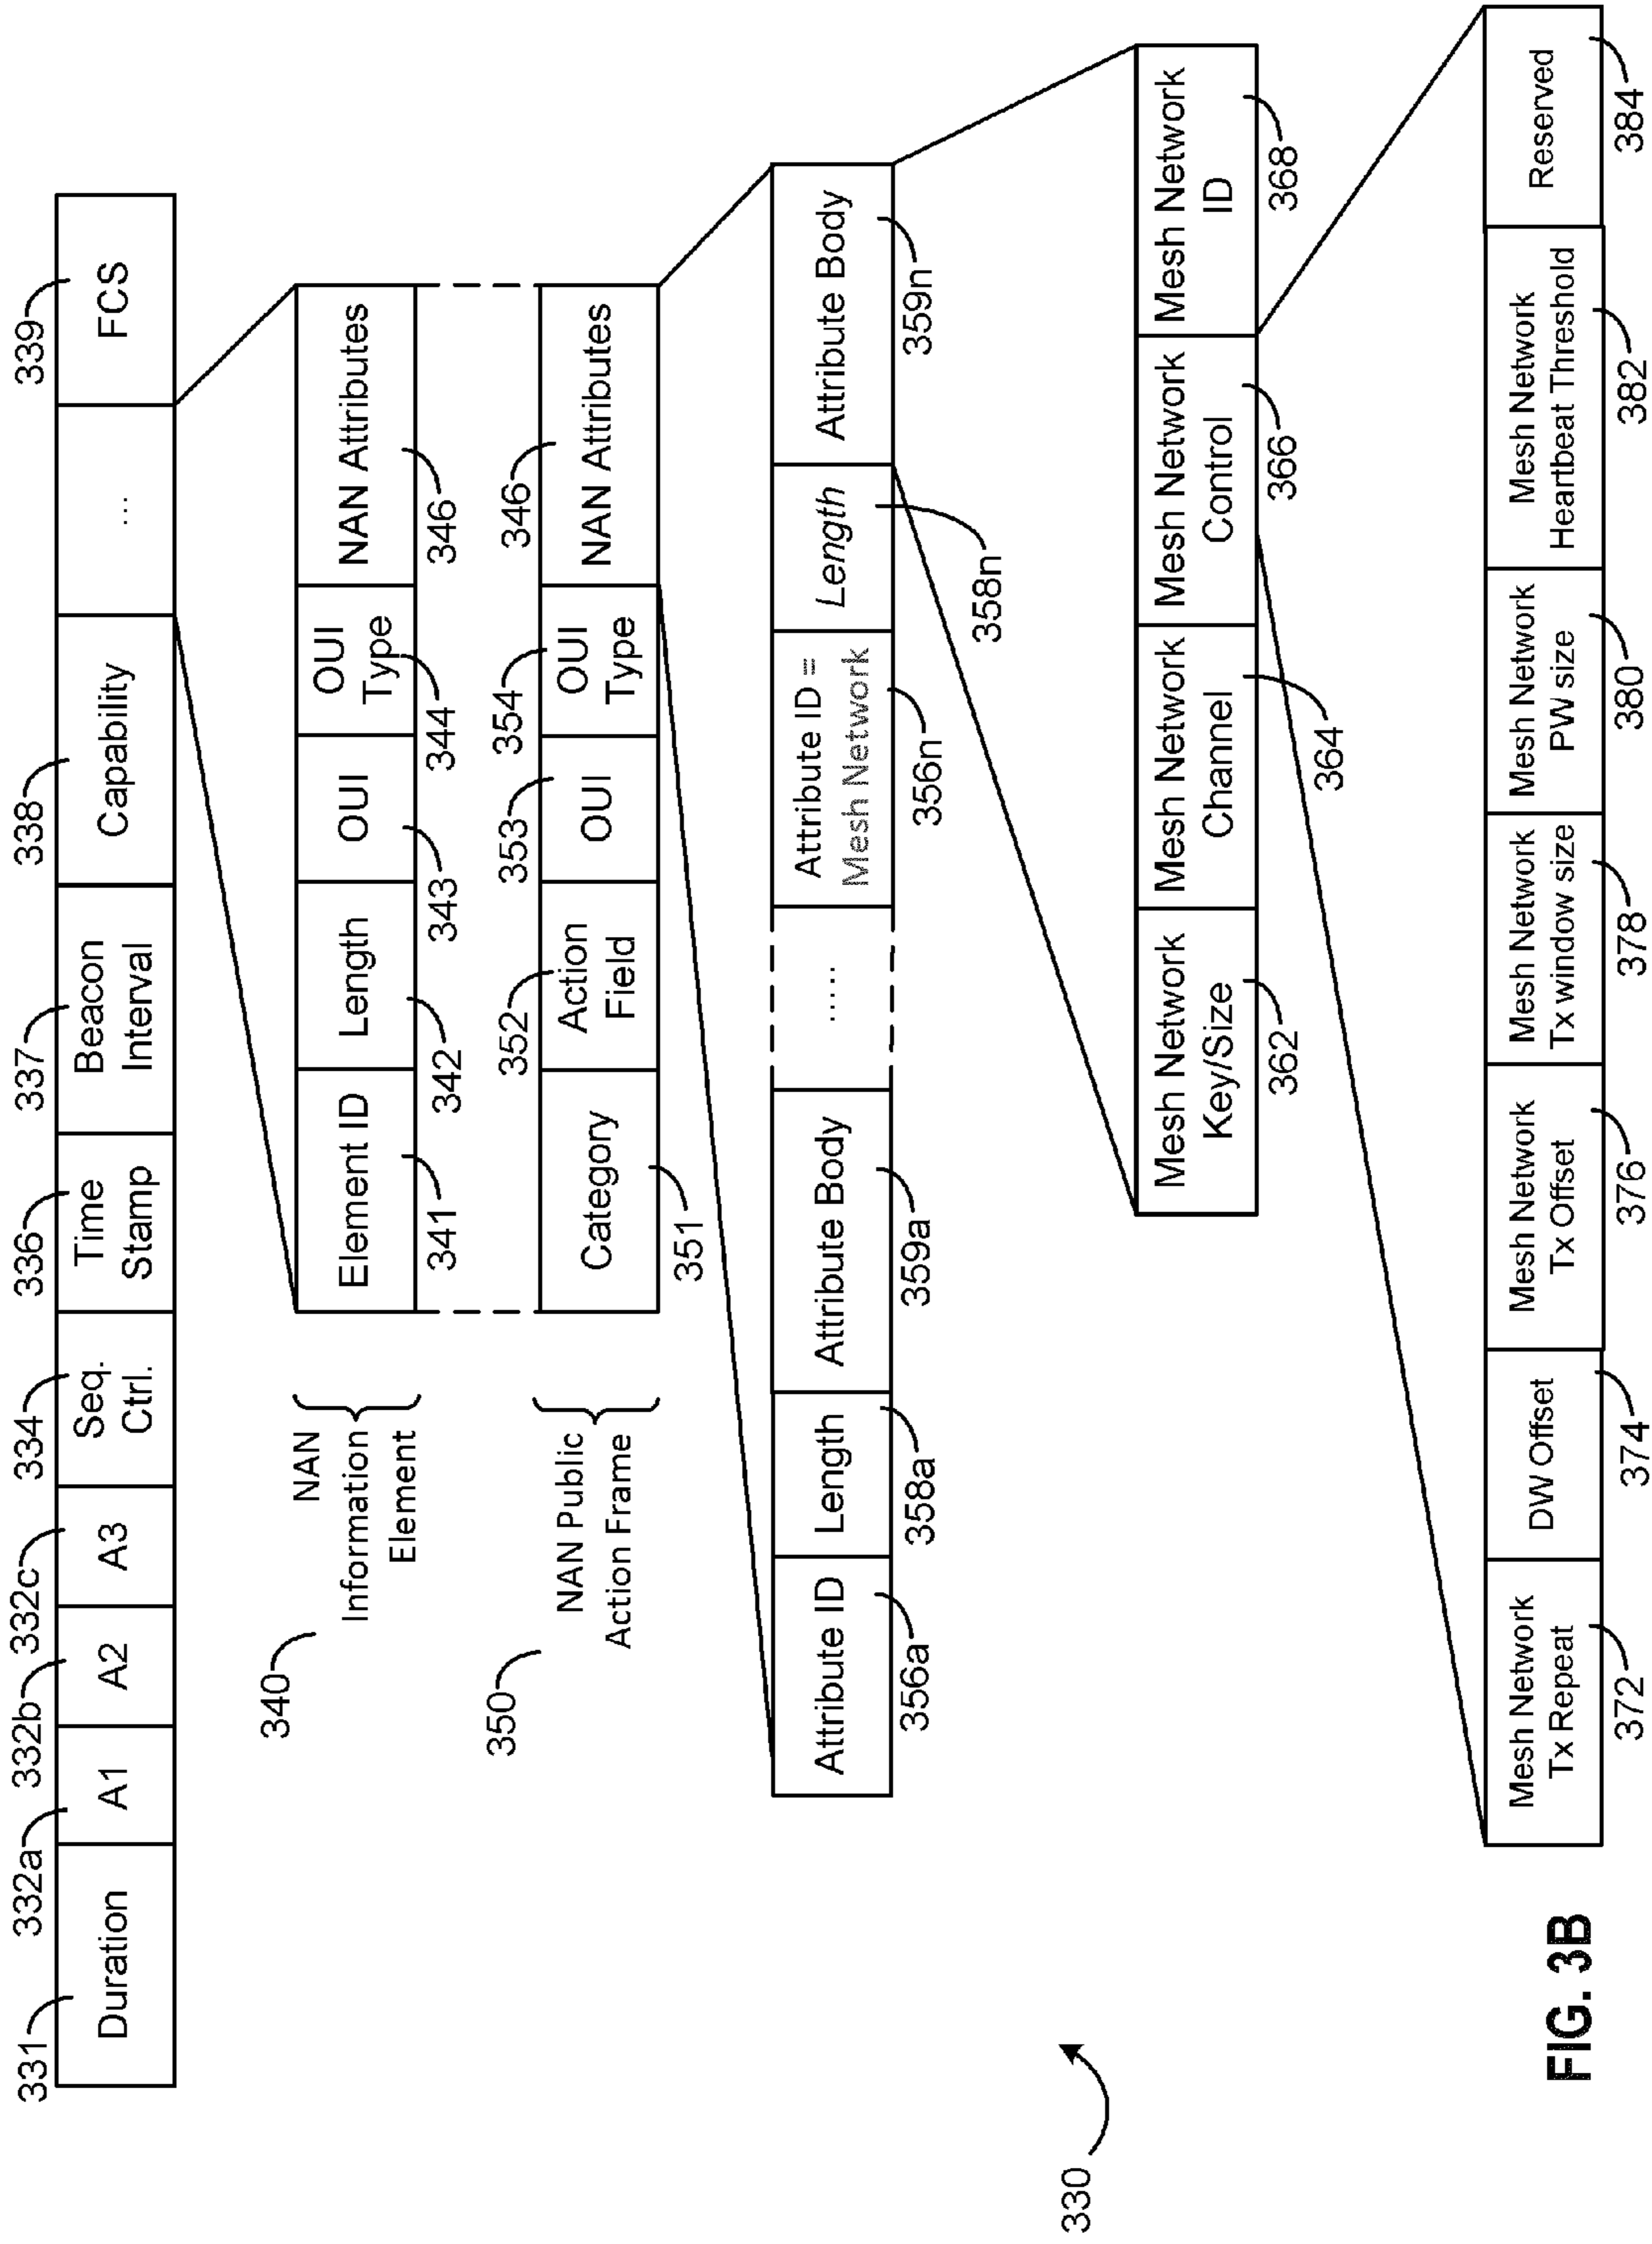 331 332a 332b 332c 334 336 337 338 339
Duration
A1
A2
A3
Seq.
Ctrl.
Time
Stamp
Beacon
Interval
Capability
...
FCS
340
NAN
Information
Element
Element ID
Length
OUI
OUI
Type
NAN Attributes
341 342 343 344 346
350
NAN Public
Action Frame
352 353 354 346
Category
Action
Field
OUI
OUI
Type
NAN Attributes
351
Attribute ID
Length
Attribute Body
.....
Attribute ID =
Mesh Network
Length
Attribute Body
356a 358a 359a 356n 358n 359n
330
Mesh Network
Key/Size
Mesh Network
Channel
Mesh Network
Control
Mesh Network
ID
362 364 366 368
Mesh Network
Tx Repeat
DW Offset
Mesh Network
Tx Offset
Mesh Network
Tx window size
Mesh Network
PW size
Mesh Network
Heartbeat Threshold
Reserved
372 374 376 378 380 382 384
FIG. 3B